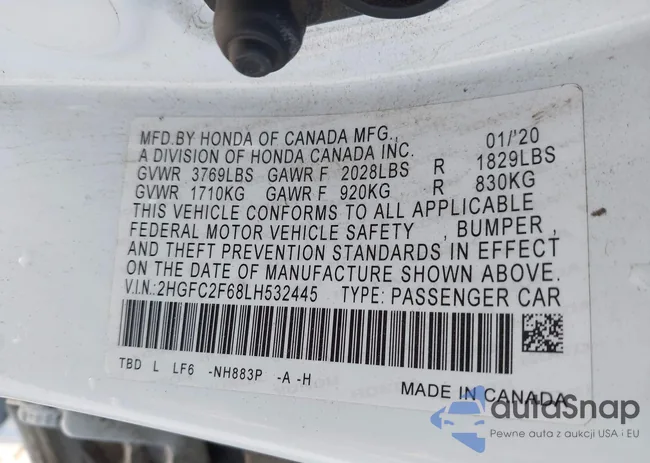 MFD.BY HONDA OF CANADA MFG., 01/'20
A DIVISION OF HONDA CANADA INC.
GVWR 3769LBS GAWR F 2028LBS R 1829LBS
GVWR 1710KG GAWR F 920KG R 830KG
THIS VEHICLE CONFORMS TO ALL APPLICABLE
FEDERAL MOTOR VEHICLE SAFETY , BUMPER ,
AND THEFT PREVENTION STANDARDS IN EFFECT
ON THE DATE OF MANUFACTURE SHOWN ABOVE.
V.I.N.:2HGFC2F68LH532445 TYPE: PASSENGER CAR
TBD L LF6 -NH883P -A -H
MADE IN CANADA
autoSnap
Pewne auta z aukcji USA i EU